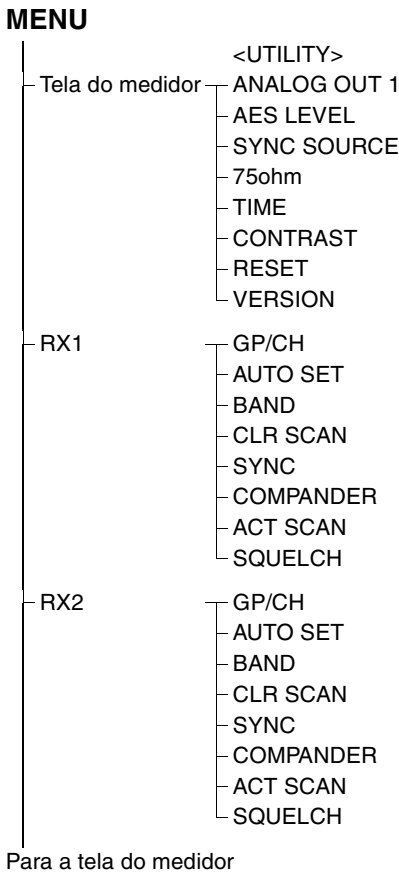 MENU
<UTILITY>
Tela do medidor ANALOG OUT 1
AES LEVEL
SYNC SOURCE
75ohm
TIME
CONTRAST
RESET
VERSION
RX1 GP/CH
AUTO SET
BAND
CLR SCAN
SYNC
COMPANDER
ACT SCAN
SQUELCH
RX2 GP/CH
AUTO SET
BAND
CLR SCAN
SYNC
COMPANDER
ACT SCAN
SQUELCH
Para a tela do medidor